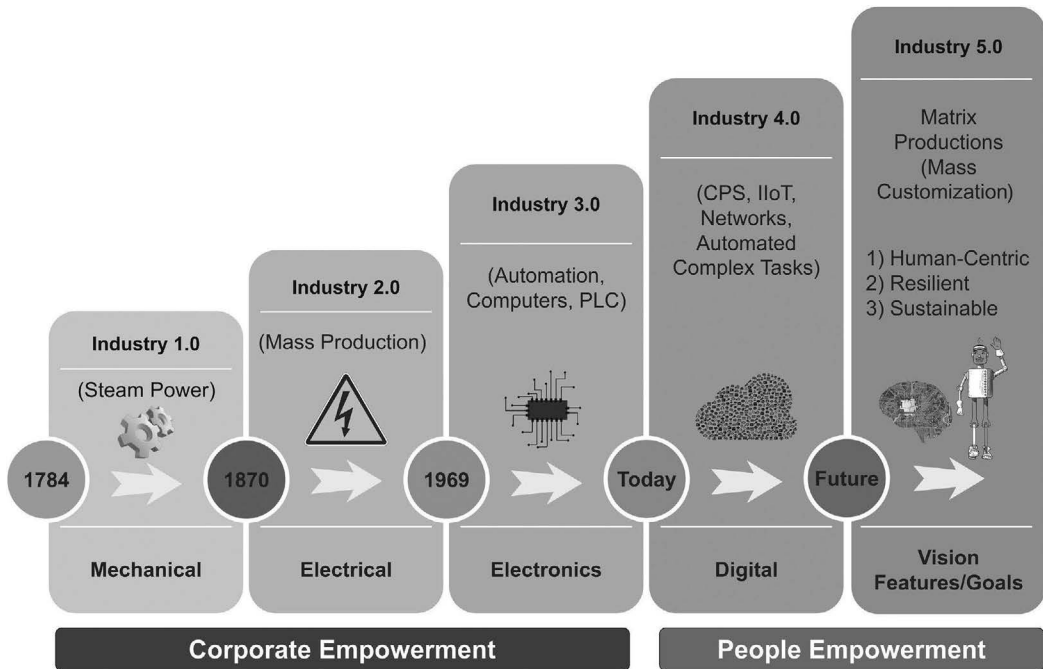 Industry 1.0
(Steam Power)
1784
Mechanical
Industry 2.0
(Mass Production)
1870
Electrical
Industry 3.0
(Automation,
Computers, PLC)
1969
Electronics
Industry 4.0
(CPS, IIoT,
Networks,
Automated
Complex Tasks)
Today
Digital
Industry 5.0
Matrix
Productions
(Mass
Customization)
1) Human-Centric
2) Resilient
3) Sustainable
Future
Vision
Features/Goals
Corporate Empowerment
People Empowerment